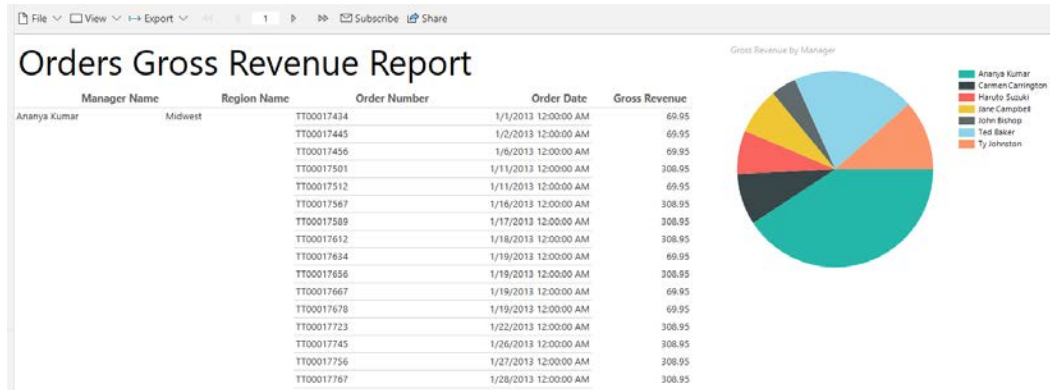 File View Export 1 Subscribe Share
Orders Gross Revenue Report
Manager Name Region Name Order Number Order Date Gross Revenue
Ananya Kumar Midwest TT00017434 1/1/2013 12:00:00 AM 69.95
TT00017445 1/2/2013 12:00:00 AM 69.95
TT00017456 1/6/2013 12:00:00 AM 69.95
TT00017501 1/11/2013 12:00:00 AM 308.95
TT00017512 1/11/2013 12:00:00 AM 69.95
TT00017567 1/16/2013 12:00:00 AM 308.95
TT00017589 1/17/2013 12:00:00 AM 308.95
TT00017612 1/18/2013 12:00:00 AM 308.95
TT00017634 1/19/2013 12:00:00 AM 69.95
TT00017656 1/19/2013 12:00:00 AM 308.95
TT00017667 1/19/2013 12:00:00 AM 69.95
TT00017678 1/19/2013 12:00:00 AM 69.95
TT00017723 1/22/2013 12:00:00 AM 308.95
TT00017745 1/26/2013 12:00:00 AM 308.95
TT00017756 1/27/2013 12:00:00 AM 308.95
TT00017767 1/28/2013 12:00:00 AM 308.95
Gross Revenue by Manager
Ananya Kumar
Carmen Carrington
Haruto Suzuki
Jane Campbell
John Bishop
Ted Baker
Ty Johnston